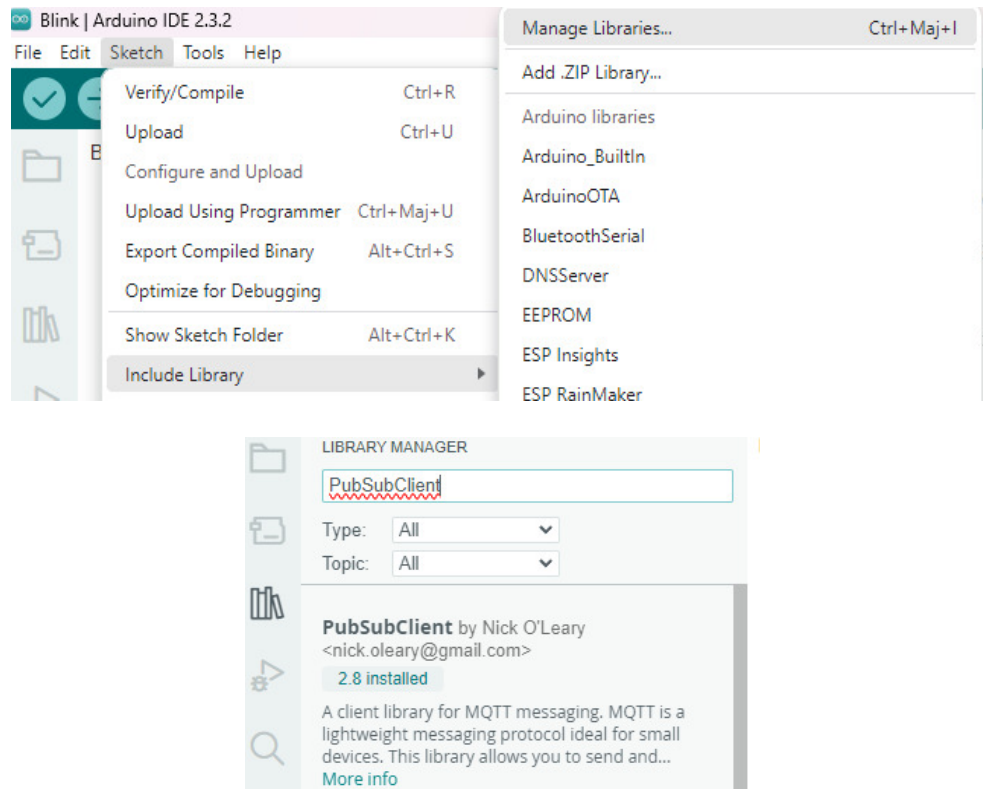 Blink | Arduino IDE 2.3.2
File Edit Sketch Tools Help
Verify/Compile Ctrl+R
Upload Ctrl+U
Configure and Upload
Upload Using Programmer Ctrl+Maj+U
Export Compiled Binary Alt+Ctrl+S
Optimize for Debugging
Show Sketch Folder Alt+Ctrl+K
Include Library
Manage Libraries... Ctrl+Maj+I
Add .ZIP Library...
Arduino libraries
Arduino_BuiltIn
ArduinoOTA
BluetoothSerial
DNSServer
EEPROM
ESP Insights
ESP RainMaker
LIBRARY MANAGER
PubSubClient
Type: All
Topic: All
PubSubClient by Nick O'Leary
<nick.oleary@gmail.com>
2.8 installed
A client library for MQTT messaging. MQTT is a
lightweight messaging protocol ideal for small
devices. This library allows you to send and...
More info